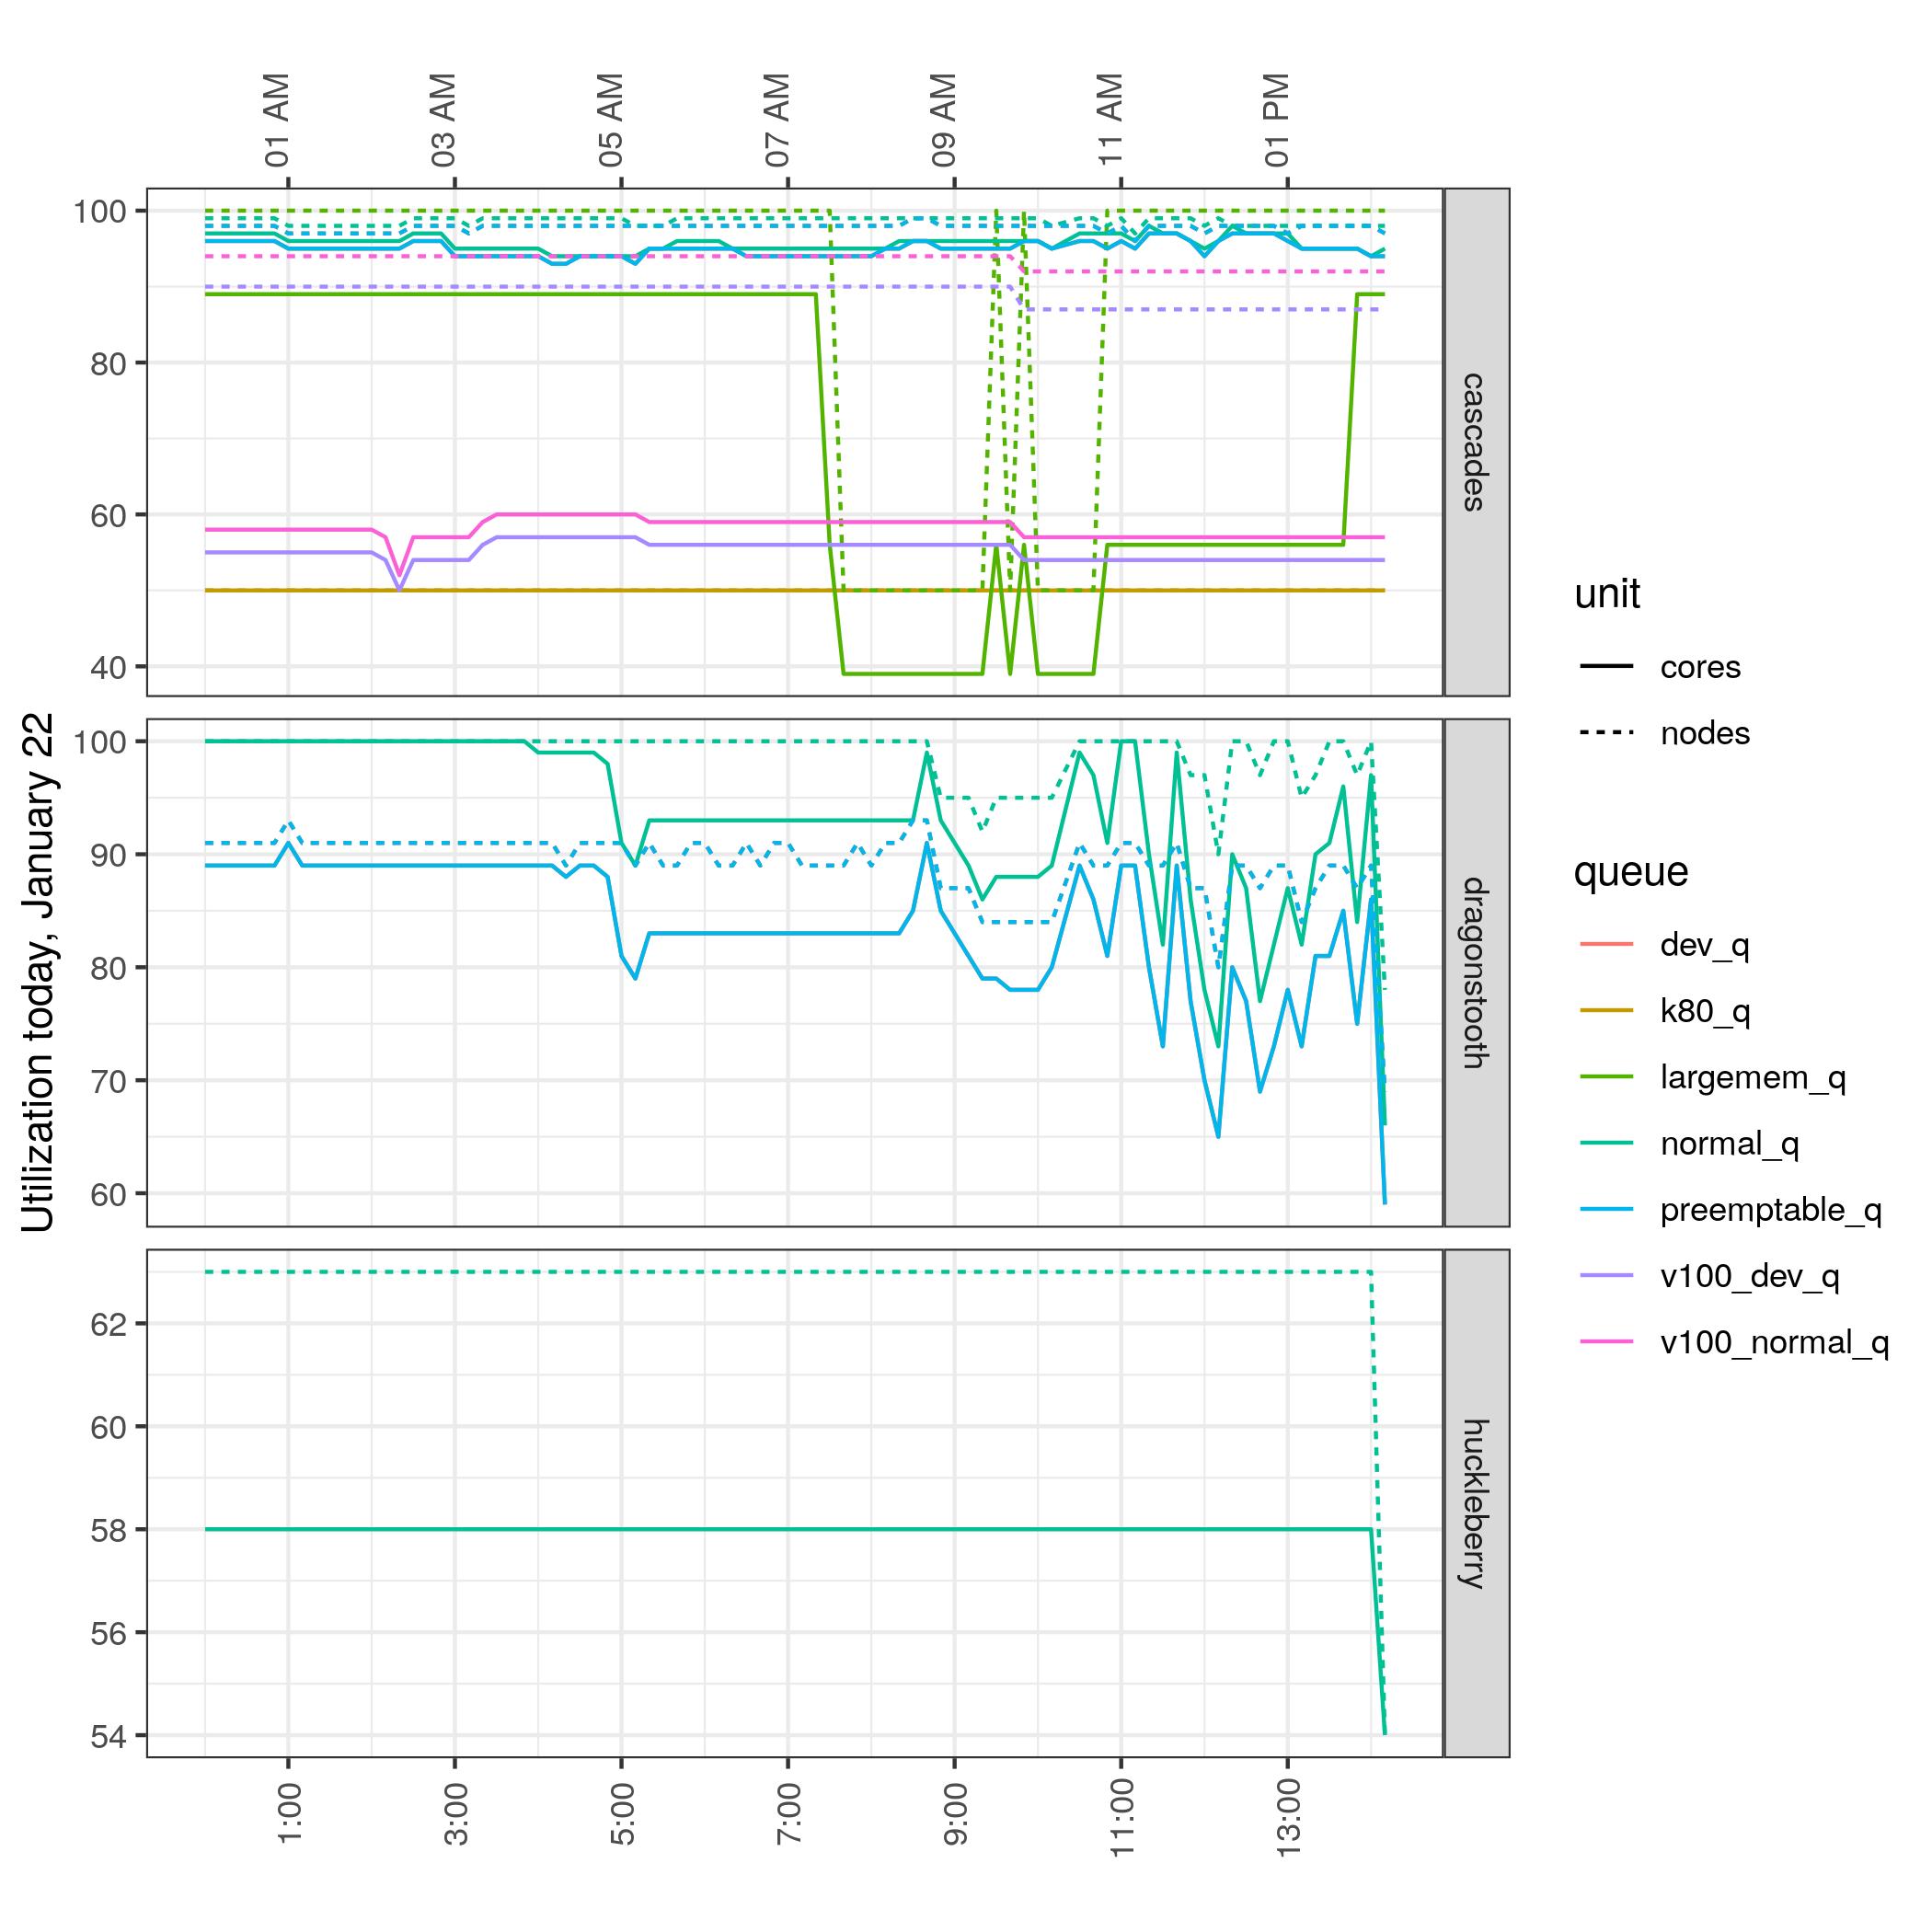 01 AM
03 AM
05 AM
07 AM
09 AM
11 AM
01 PM
Utilization today, January 22
100
80
60
40
cascades
100
90
80
70
60
dragonstooth
62
60
58
56
54
huckleberry
1:00
3:00
5:00
7:00
9:00
11:00
13:00
unit
cores
nodes
queue
dev_q
k80_q
largemem_q
normal_q
preemptable_q
v100_dev_q
v100_normal_q